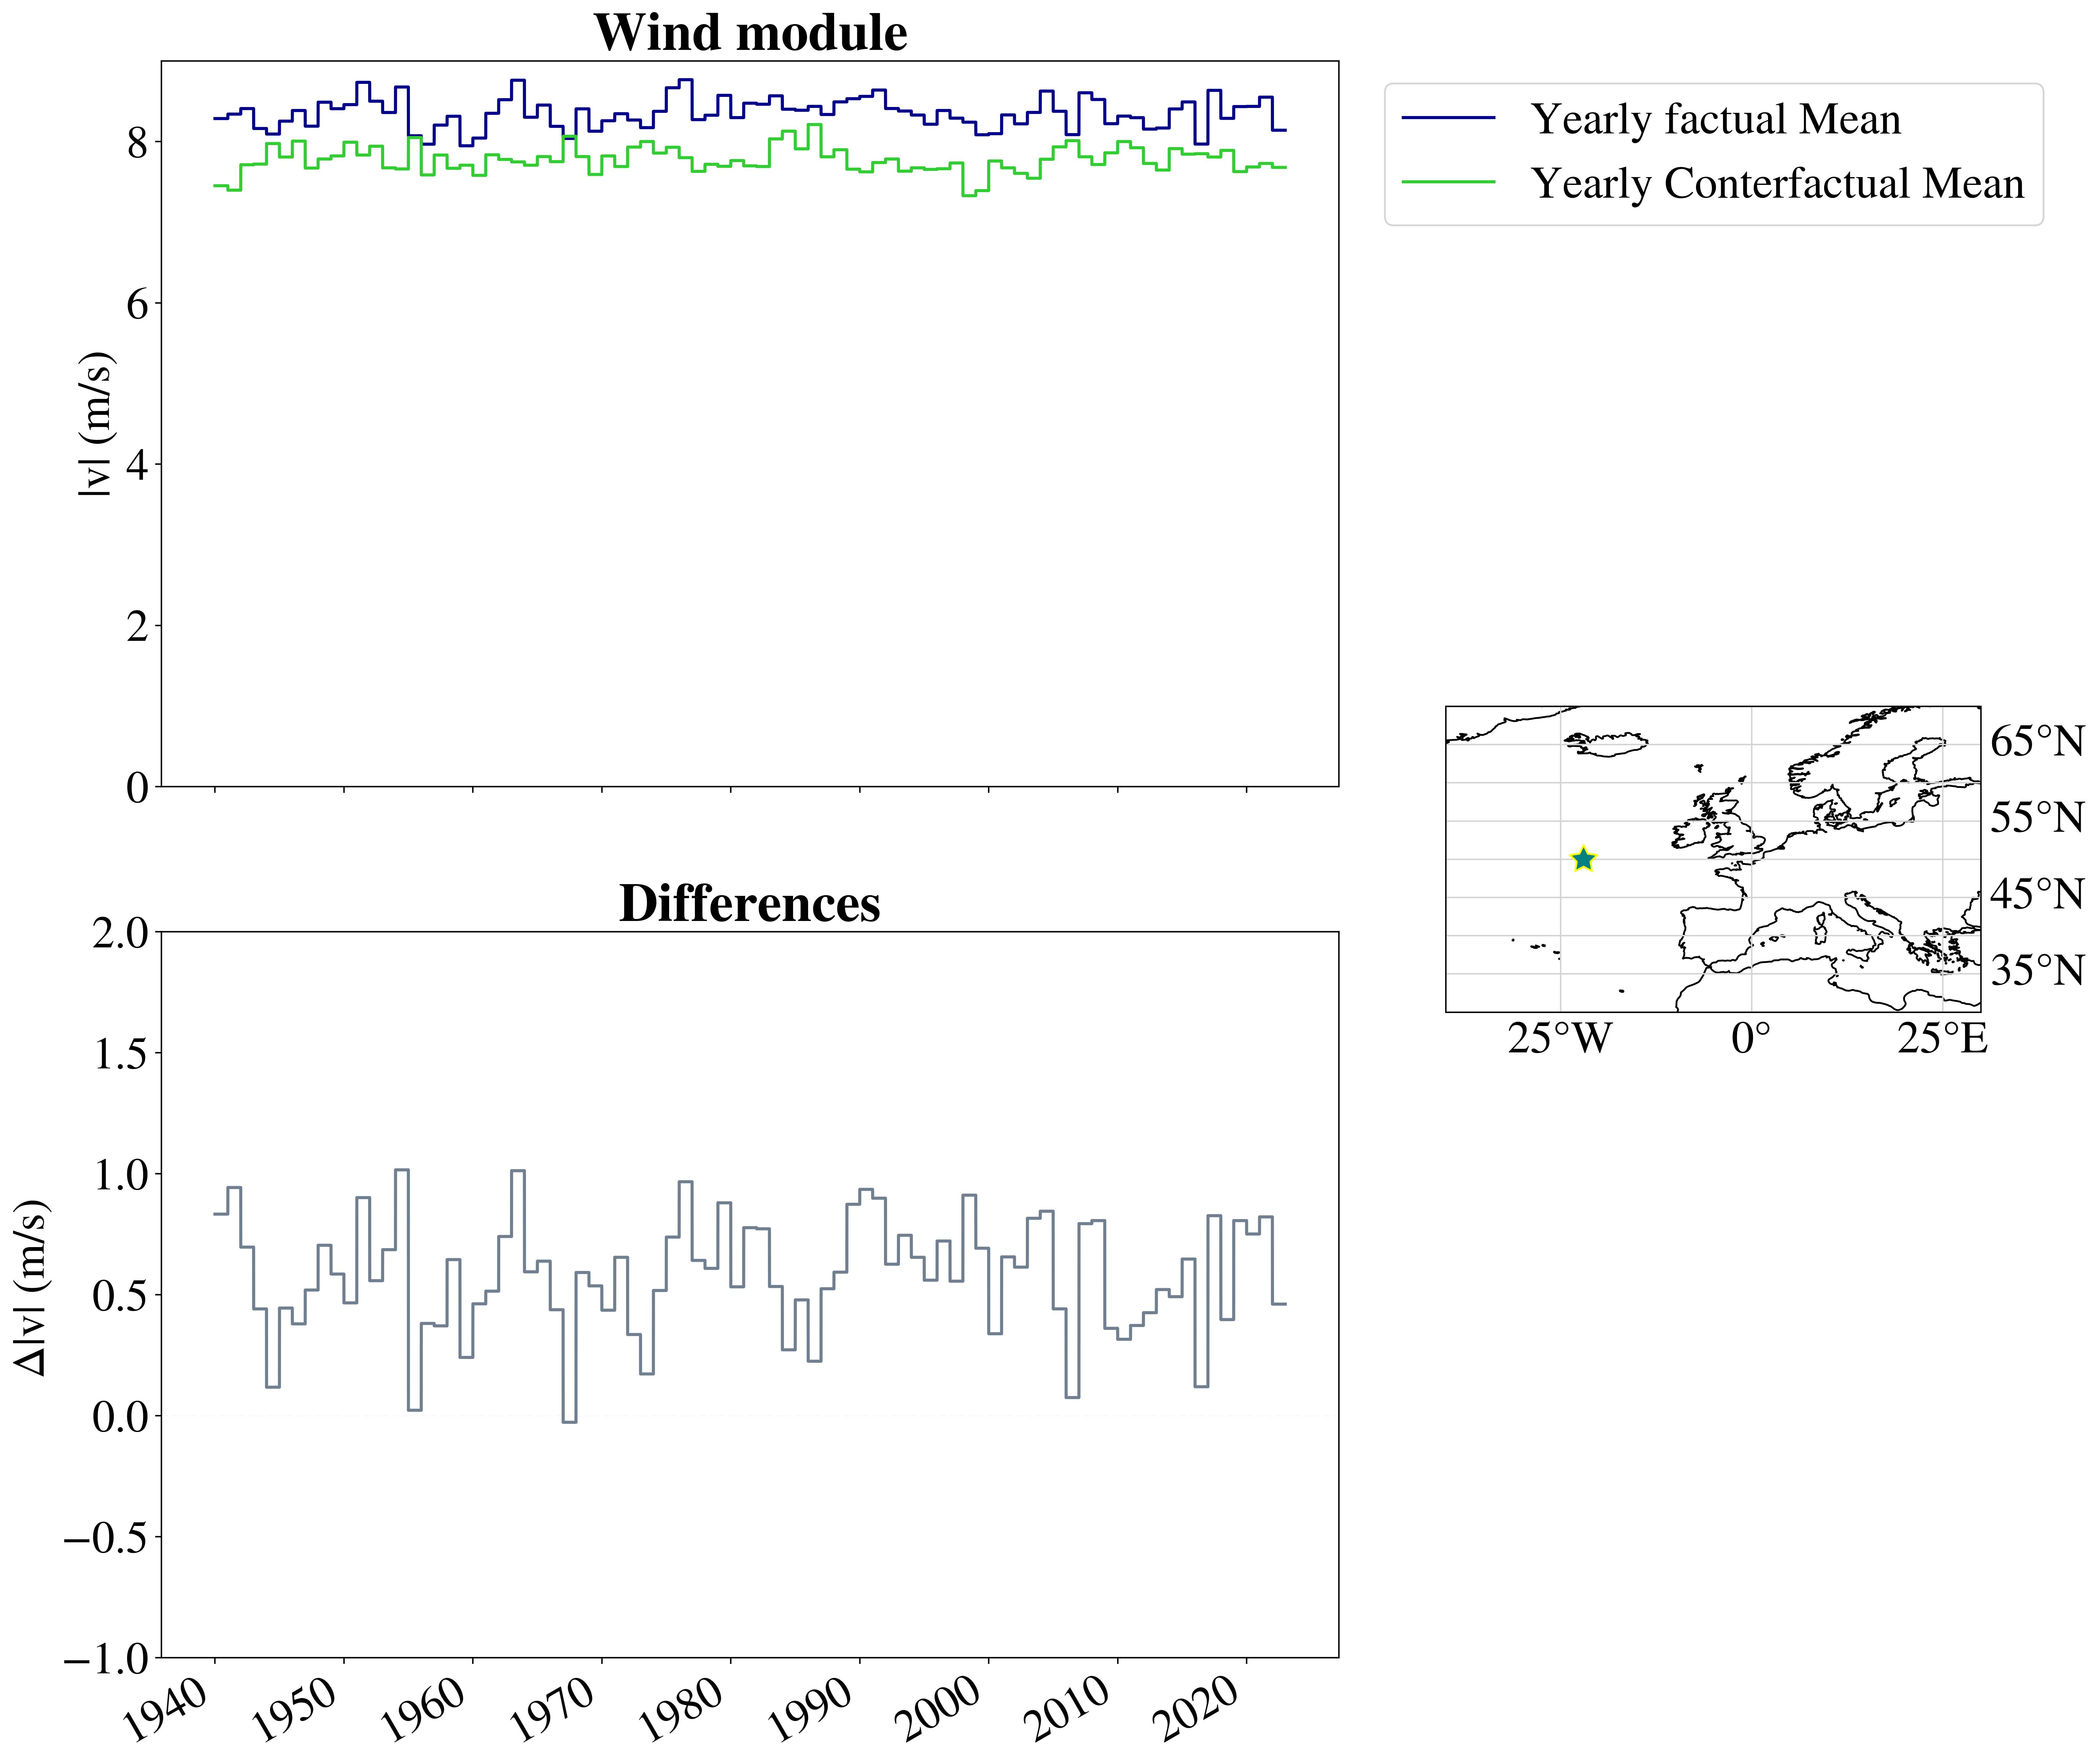 Wind module
|v| (m/s)
8
6
4
2
0
Yearly factual Mean
Yearly Conterfactual Mean
65°N
55°N
45°N
35°N
25°W 0° 25°E
Differences
Δ|v| (m/s)
2.0
1.5
1.0
0.5
0.0
−0.5
−1.0
1940 1950 1960 1970 1980 1990 2000 2010 2020